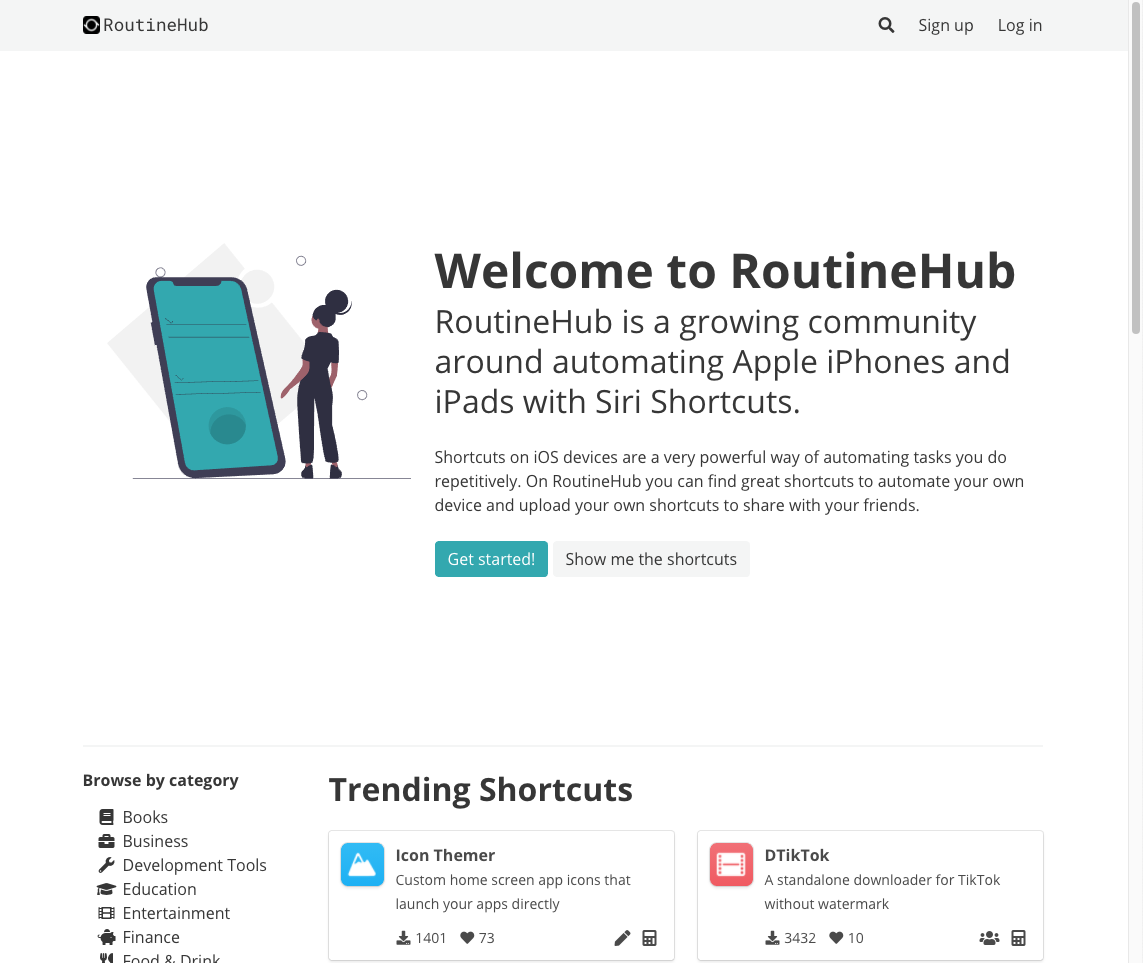 RoutineHub
Sign up
Log in
Welcome to RoutineHub
RoutineHub is a growing community
around automating Apple iPhones and
iPads with Siri Shortcuts.
Shortcuts on iOS devices are a very powerful way of automating tasks you do
repetitively. On RoutineHub you can find great shortcuts to automate your own
device and upload your own shortcuts to share with your friends.
Get started!
Show me the shortcuts
Browse by category
Books
Business
Development Tools
Education
Entertainment
Finance
Food & Drink
Trending Shortcuts
Icon Themer
Custom home screen app icons that
launch your apps directly
1401 73
DTikTok
A standalone downloader for TikTok
without watermark
3432 10